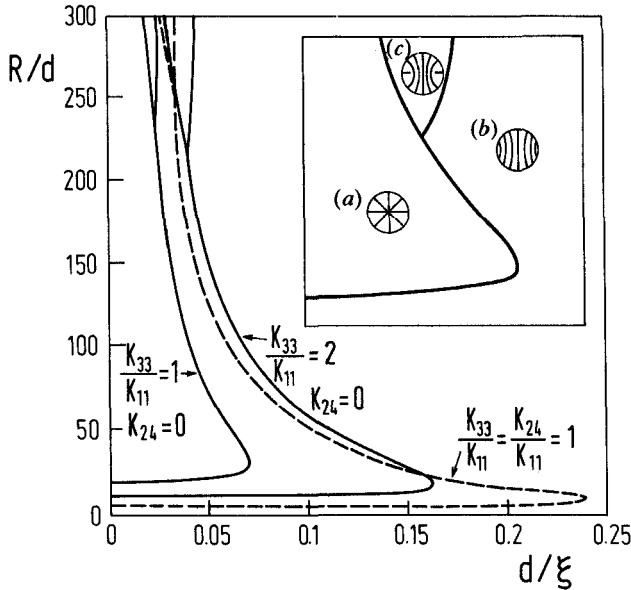 300
R/d
250
200
150
100
50
0
0
0.05
0.1
0.15
0.2
0.25
d/ξ
(c)
(b)
(a)
K33/K11 = 1
K24=0
K33/K11 = 2
K24=0
K33/K11 = K24/K11 = 1